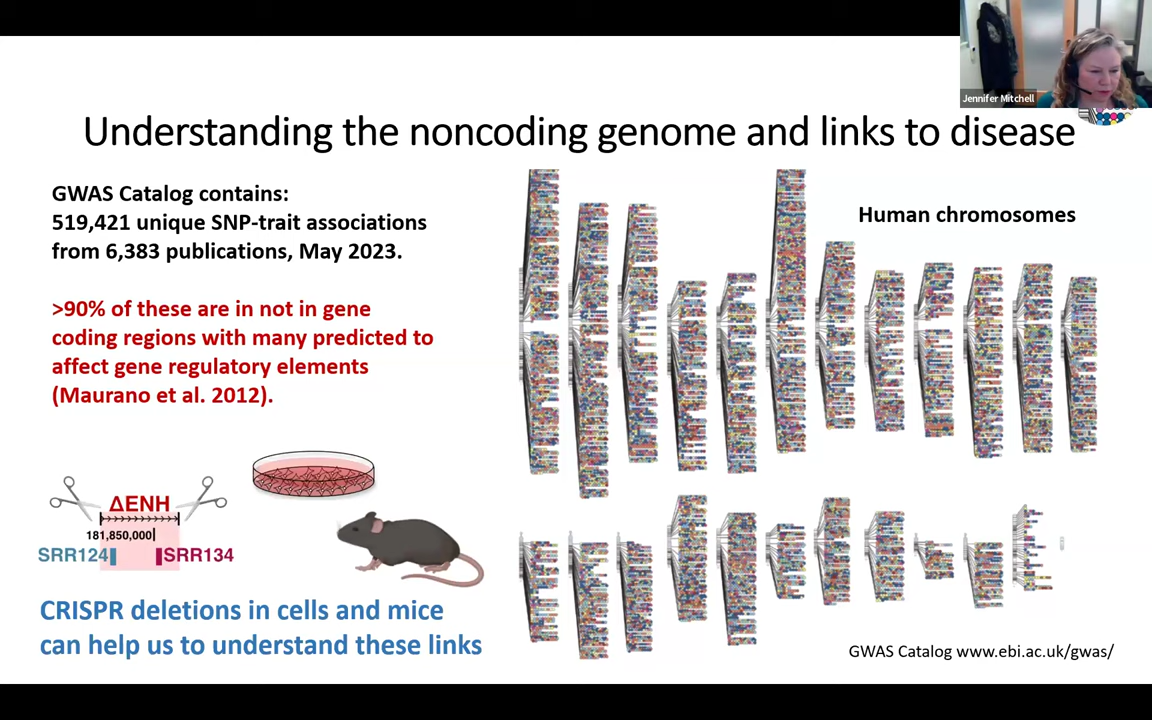 Jennifer Mitchell
Understanding the noncoding genome and links to disease
GWAS Catalog contains:
519,421 unique SNP-trait associations
from 6,383 publications, May 2023.
>90% of these are in not in gene
coding regions with many predicted to
affect gene regulatory elements
(Maurano et al. 2012).
Human chromosomes
ΔENH
181,850,000
SRR124
SRR134
CRISPR deletions in cells and mice
can help us to understand these links
GWAS Catalog www.ebi.ac.uk/gwas/